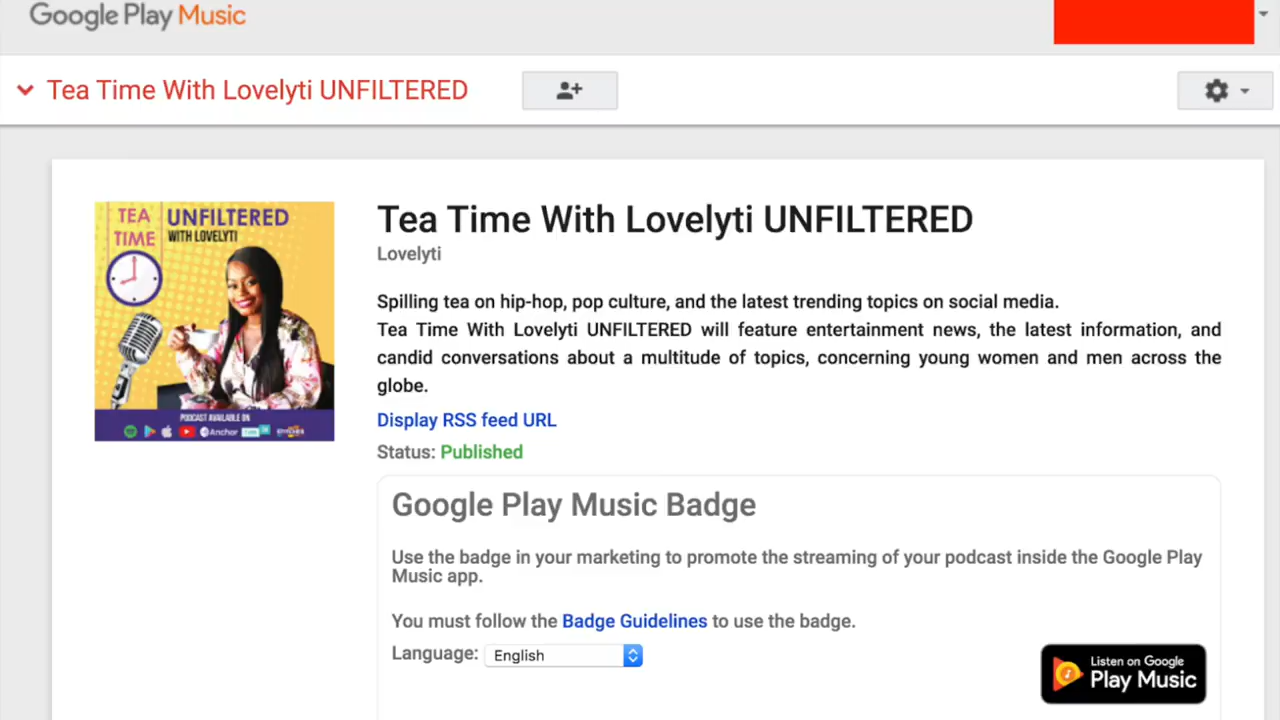 Google Play Music
Tea Time With Lovelyti UNFILTERED
TEA TIME
UNFILTERED
WITH LOVELYTI
PODCAST AVAILABLE ON
Anchor
Tea Time With Lovelyti UNFILTERED
Lovelyti
Spilling tea on hip-hop, pop culture, and the latest trending topics on social media.
Tea Time With Lovelyti UNFILTERED will feature entertainment news, the latest information, and
candid conversations about a multitude of topics, concerning young women and men across the
globe.
Display RSS feed URL
Status: Published
Google Play Music Badge
Use the badge in your marketing to promote the streaming of your podcast inside the Google Play
Music app.
You must follow the Badge Guidelines to use the badge.
Language: English
Listen on Google
Play Music